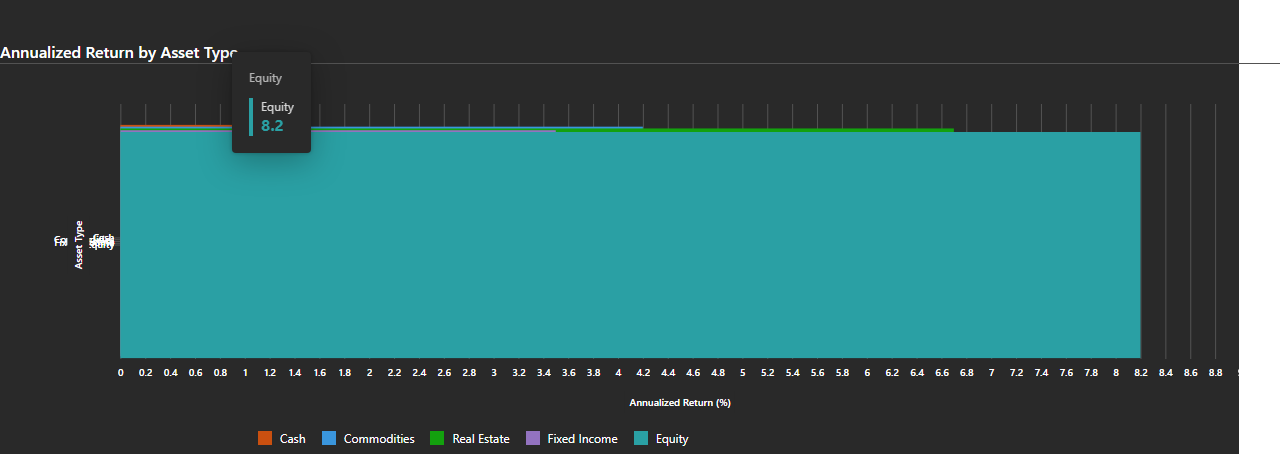 Annualized Return by Asset Type
Equity
Equity
8.2
Asset Type
Cash
0 0.2 0.4 0.6 0.8 1 1.2 1.4 1.6 1.8 2 2.2 2.4 2.6 2.8 3 3.2 3.4 3.6 3.8 4 4.2 4.4 4.6 4.8 5 5.2 5.4 5.6 5.8 6 6.2 6.4 6.6 6.8 7 7.2 7.4 7.6 7.8 8 8.2 8.4 8.6 8.8
Annualized Return (%)
Cash Commodities Real Estate Fixed Income Equity